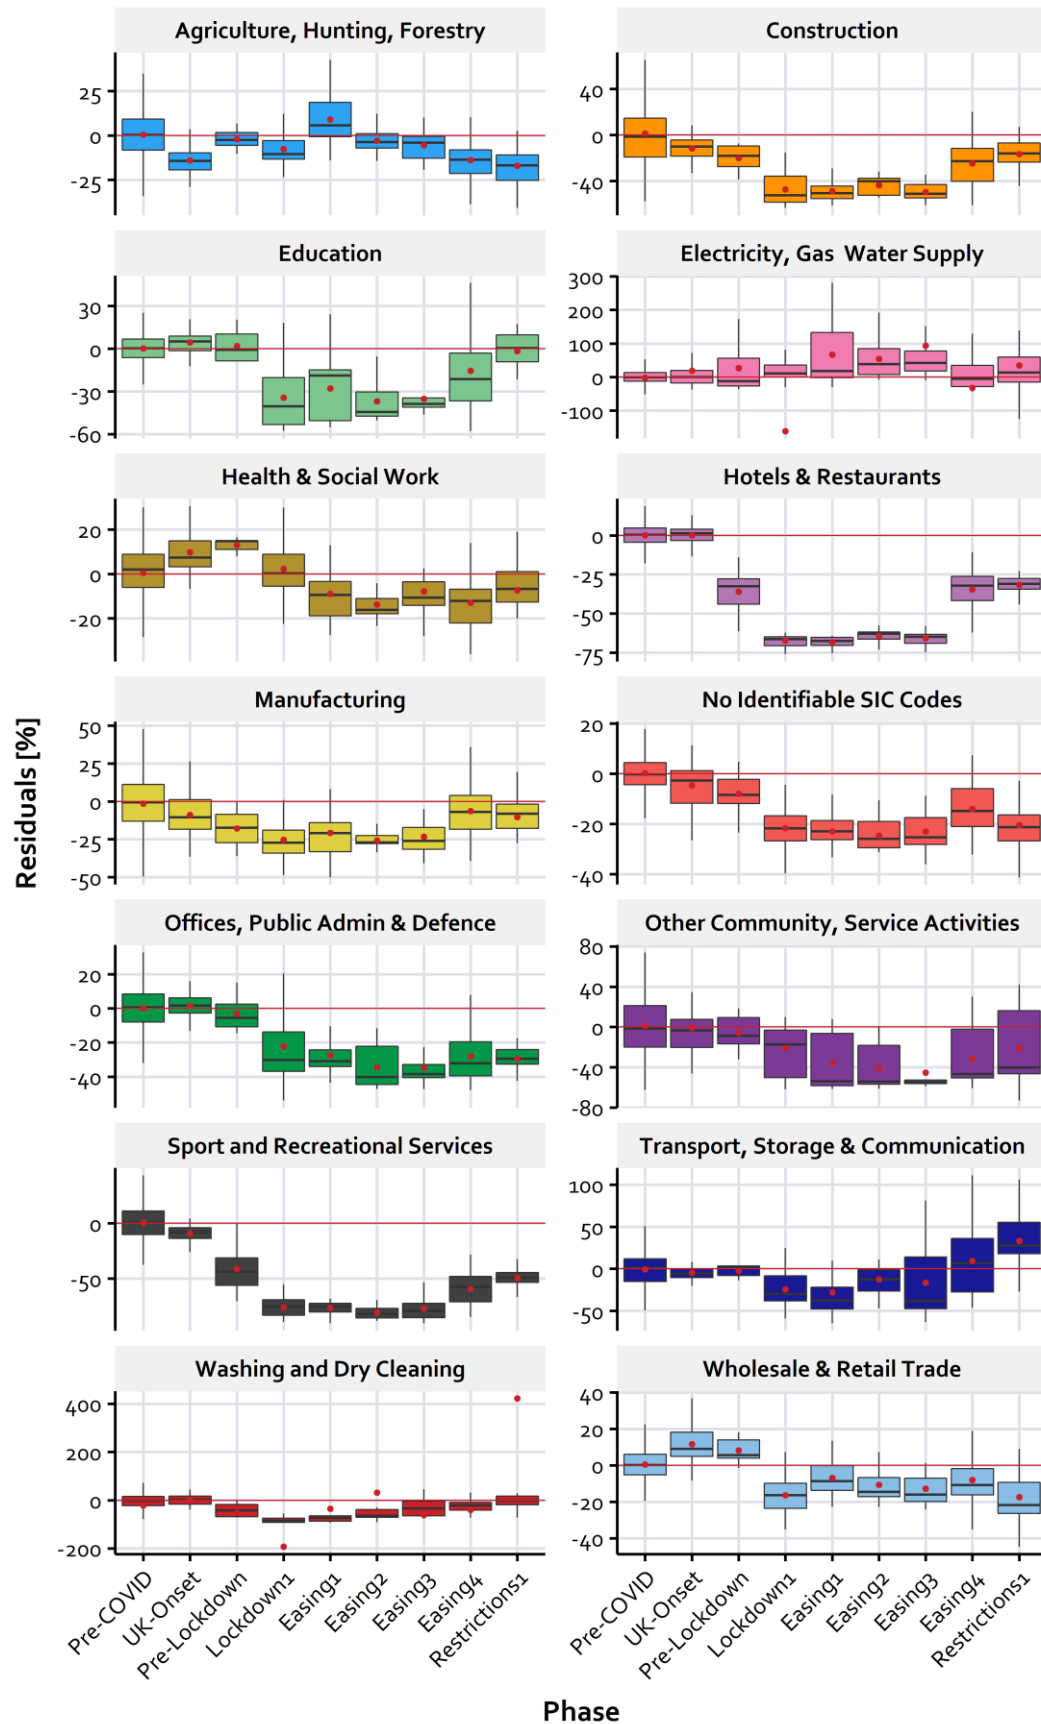 Agriculture, Hunting, Forestry
25
0
-25
Construction
40
0
-40
Education
30
0
-30
-60
Electricity, Gas  Water Supply
300
200
100
0
-100
Health & Social Work
20
0
-20
Hotels & Restaurants
0
-25
-50
-75
Manufacturing
50
25
0
-25
-50
No Identifiable SIC Codes
20
0
-20
-40
Offices, Public Admin & Defence
20
0
-20
-40
Other Community, Service Activities
80
40
0
-40
-80
Sport and Recreational Services
0
-50
Transport, Storage & Communication
100
50
0
-50
Washing and Dry Cleaning
400
200
0
-200
Wholesale & Retail Trade
40
20
0
-20
-40
Residuals [%]
Pre-COVID
UK-Onset
Pre-Lockdown
Lockdown1
Easing1
Easing2
Easing3
Easing4
Restrictions1
Pre-COVID
UK-Onset
Pre-Lockdown
Lockdown1
Easing1
Easing2
Easing3
Easing4
Restrictions1
Phase